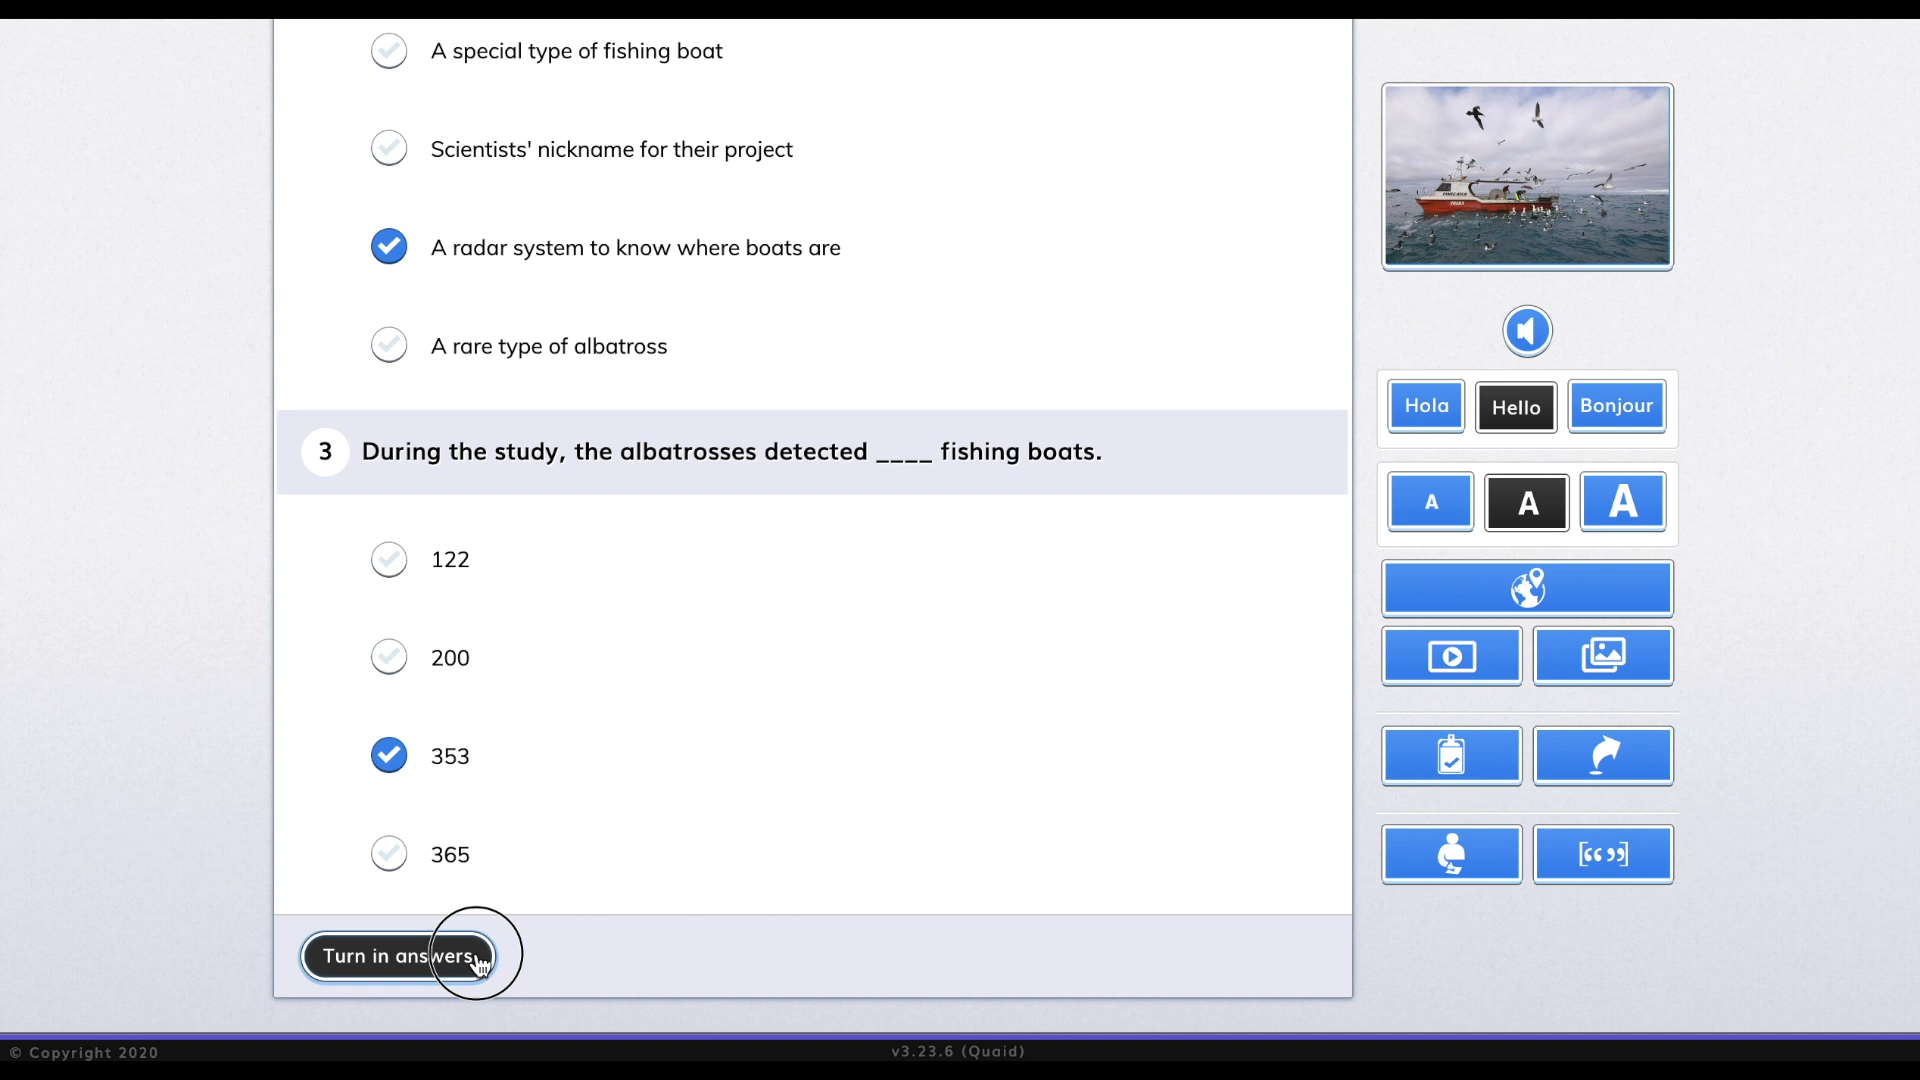 A special type of fishing boat
Scientists' nickname for their project
A radar system to know where boats are
A rare type of albatross
3 During the study, the albatrosses detected ____ fishing boats.
122
200
353
365
Turn in answers
Hola Hello Bonjour
A A A
[“ ”]
© Copyright 2020
v3.23.6 (Quaid)